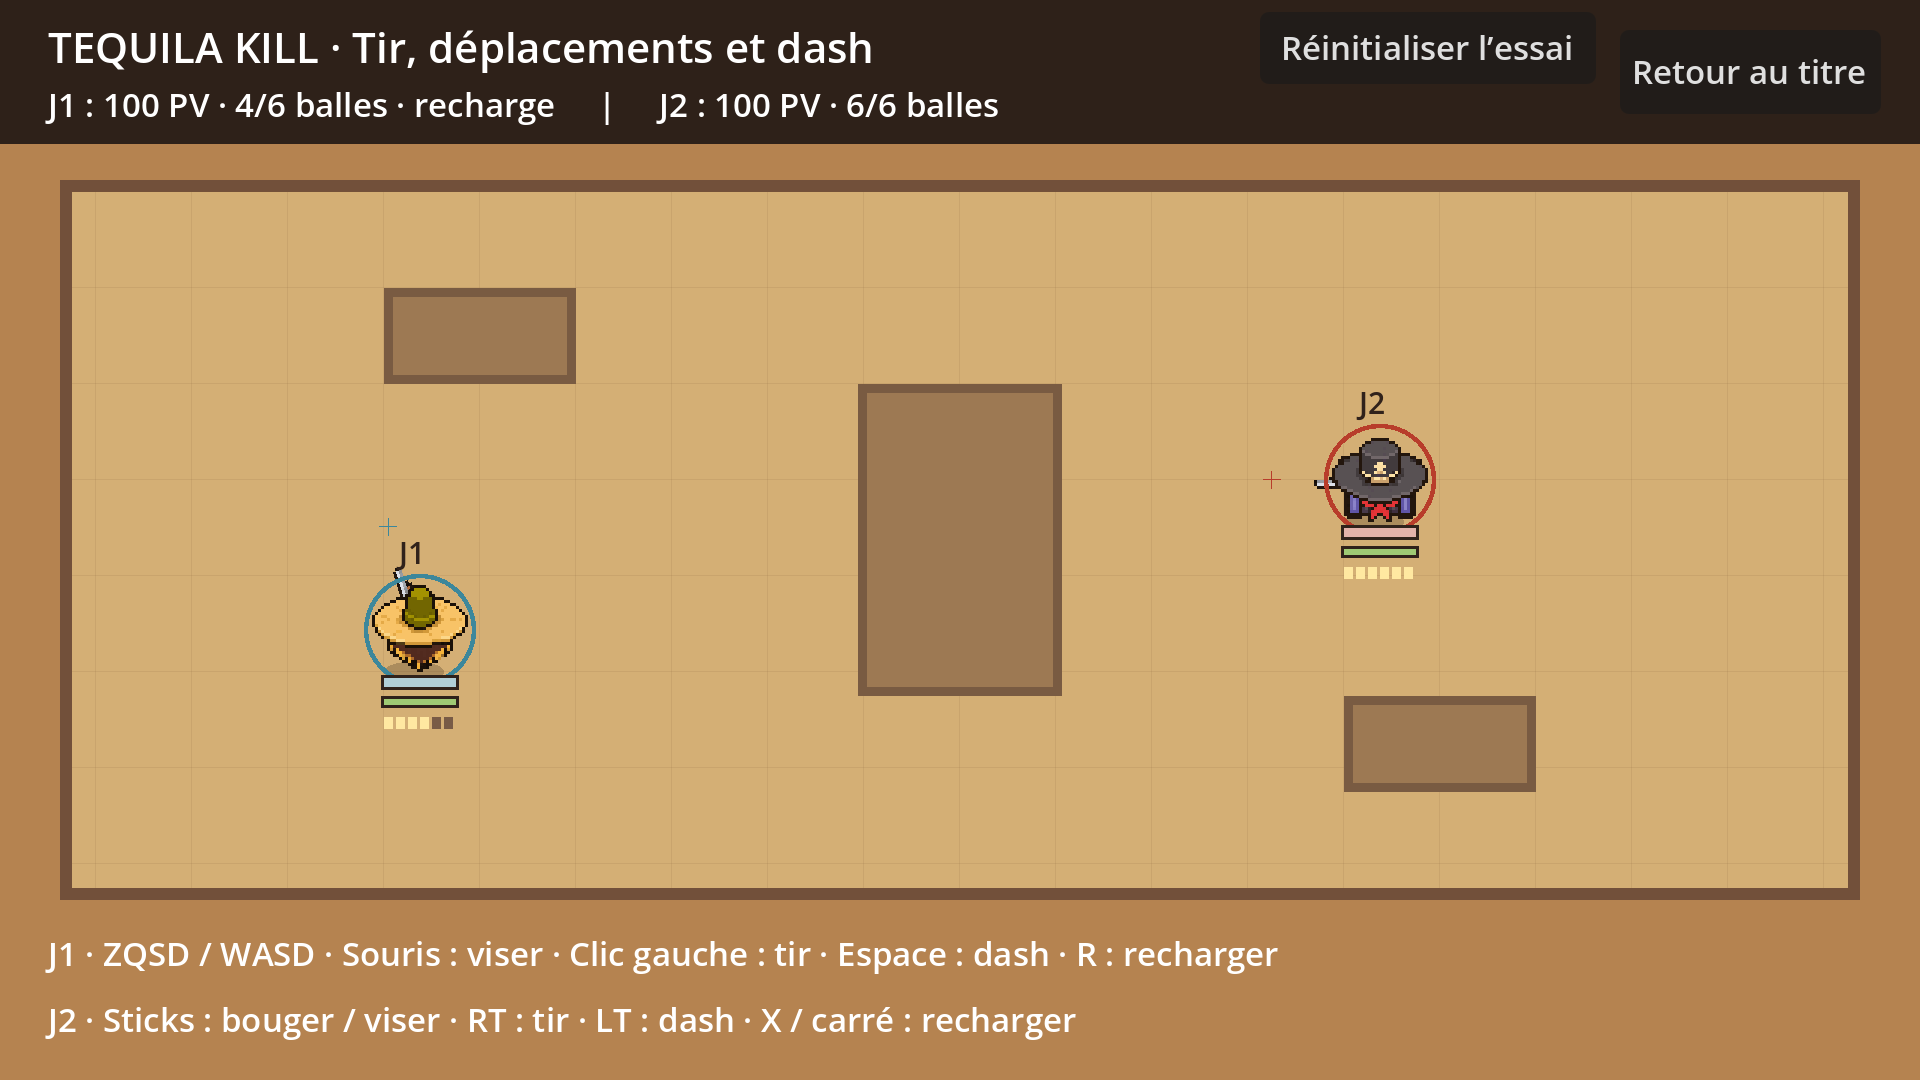 TEQUILA KILL · Tir, déplacements et dash
Réinitialiser l’essai
Retour au titre
J1 : 100 PV · 4/6 balles · recharge | J2 : 100 PV · 6/6 balles
J2
J1
J1 · ZQSD / WASD · Souris : viser · Clic gauche : tir · Espace : dash · R : recharger
J2 · Sticks : bouger / viser · RT : tir · LT : dash · X / carré : recharger